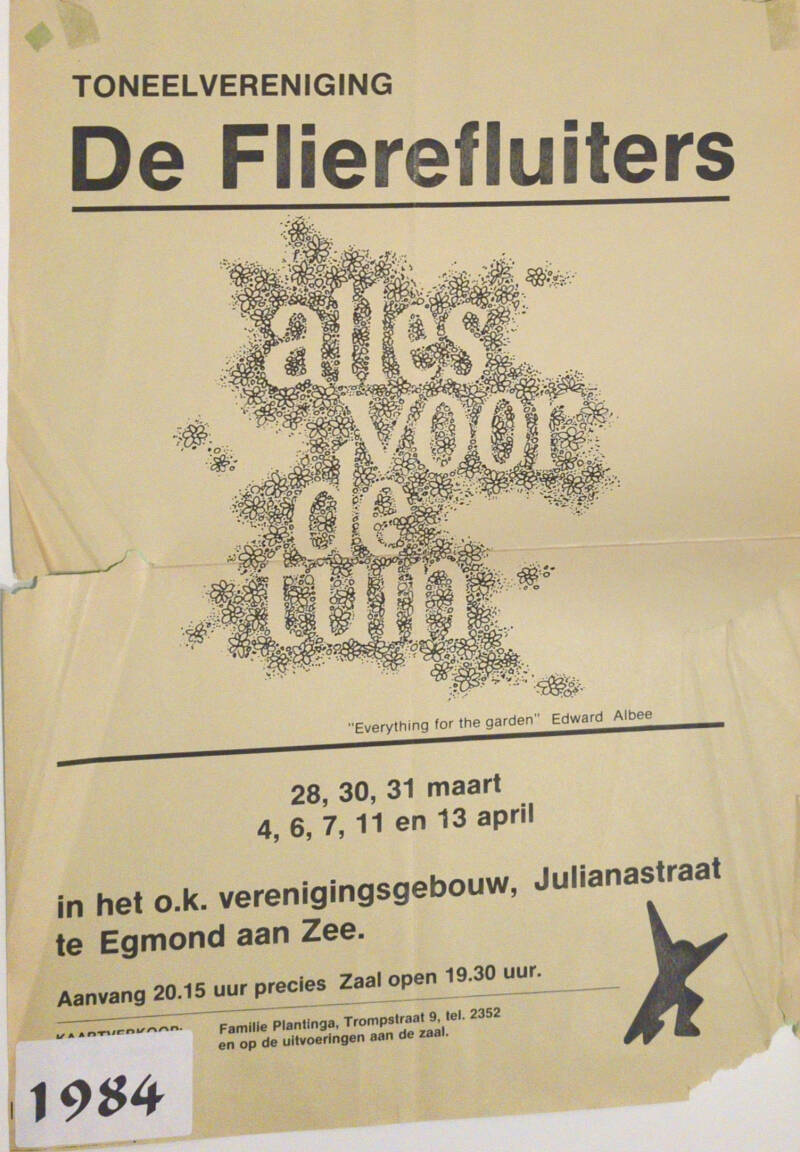 TONEELVERENIGING
De Flierefluiters
alles
voor
de
tuin
"Everything for the garden" Edward Albee
28, 30, 31 maart
4, 6, 7, 11 en 13 april
in het o.k. verenigingsgebouw, Julianastraat
te Egmond aan Zee.
Aanvang 20.15 uur precies Zaal open 19.30 uur.
KAARTVERKOOP: Familie Plantinga, Trompstraat 9, tel. 2352
en op de uitvoeringen aan de zaal.
1984